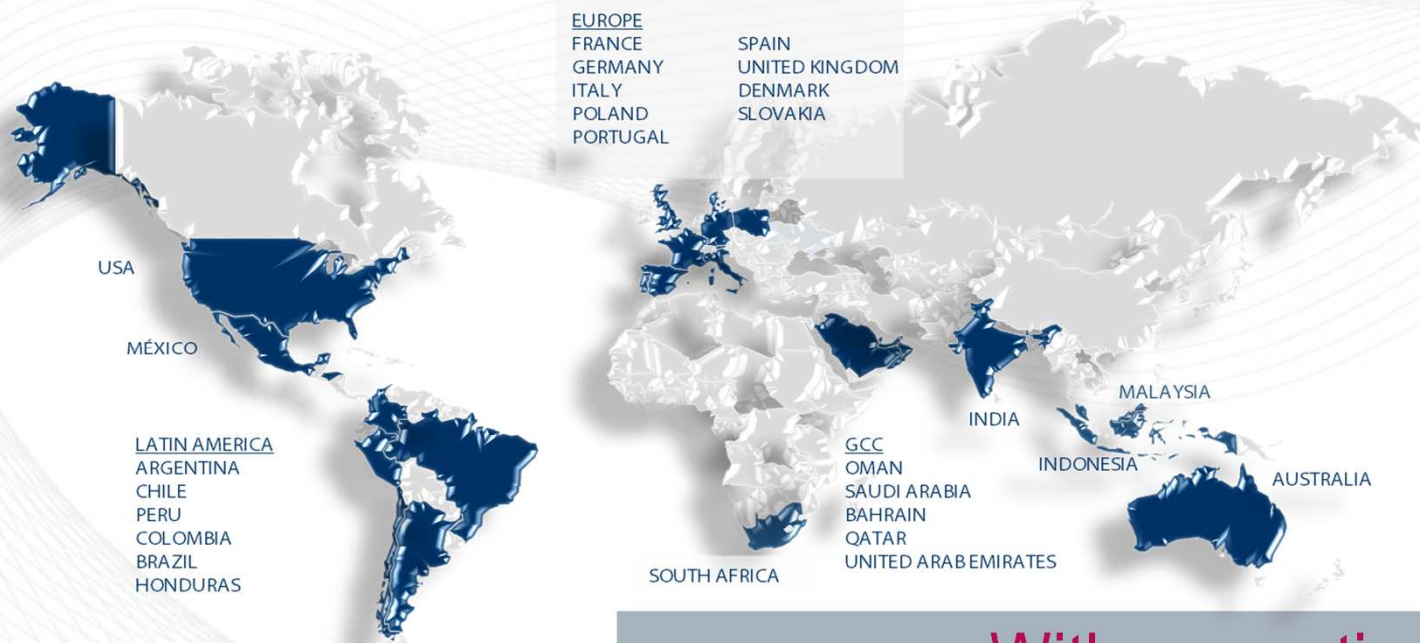 EUROPE
FRANCE
GERMANY
ITALY
POLAND
PORTUGAL
SPAIN
UNITED KINGDOM
DENMARK
SLOVAKIA
USA
MÉXICO
LATIN AMERICA
ARGENTINA
CHILE
PERU
COLOMBIA
BRAZIL
HONDURAS
SOUTH AFRICA
GCC
OMAN
SAUDI ARABIA
BAHRAIN
QATAR
UNITED ARAB EMIRATES
INDIA
MALAYSIA
INDONESIA
AUSTRALIA